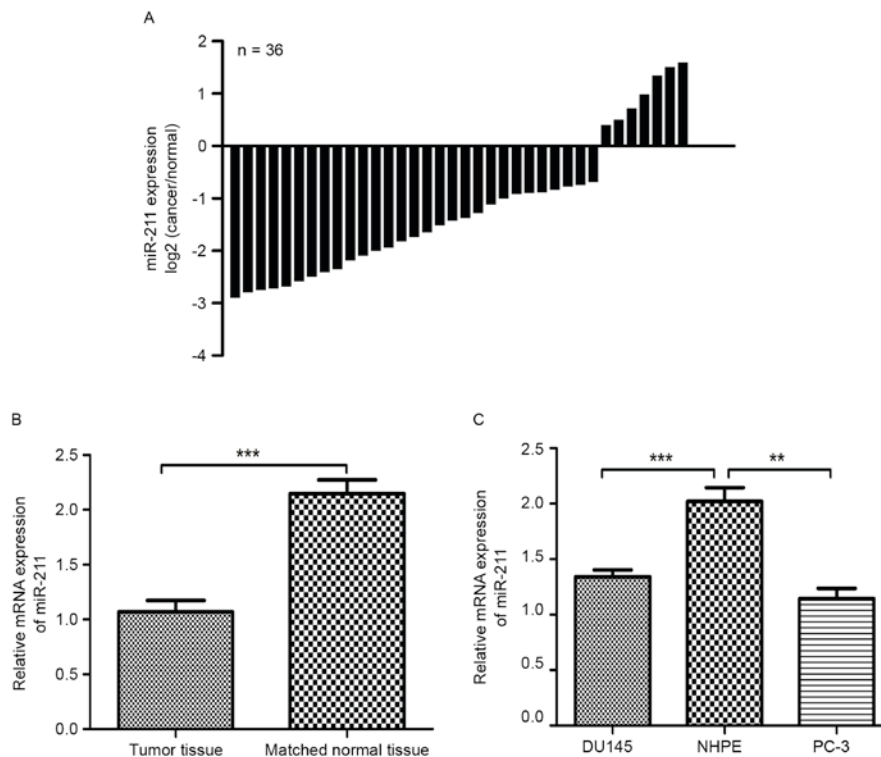 A
n = 36
miR-211 expression
log2 (cancer/normal)
2
1
0
-1
-2
-3
-4
B
Relative mRNA expression
of miR-211
2.5
2.0
1.5
1.0
0.5
0.0
***
Tumor tissue
Matched normal tissue
C
Relative mRNA expression
of miR-211
2.5
2.0
1.5
1.0
0.5
0.0
***
**
DU145
NHPE
PC-3